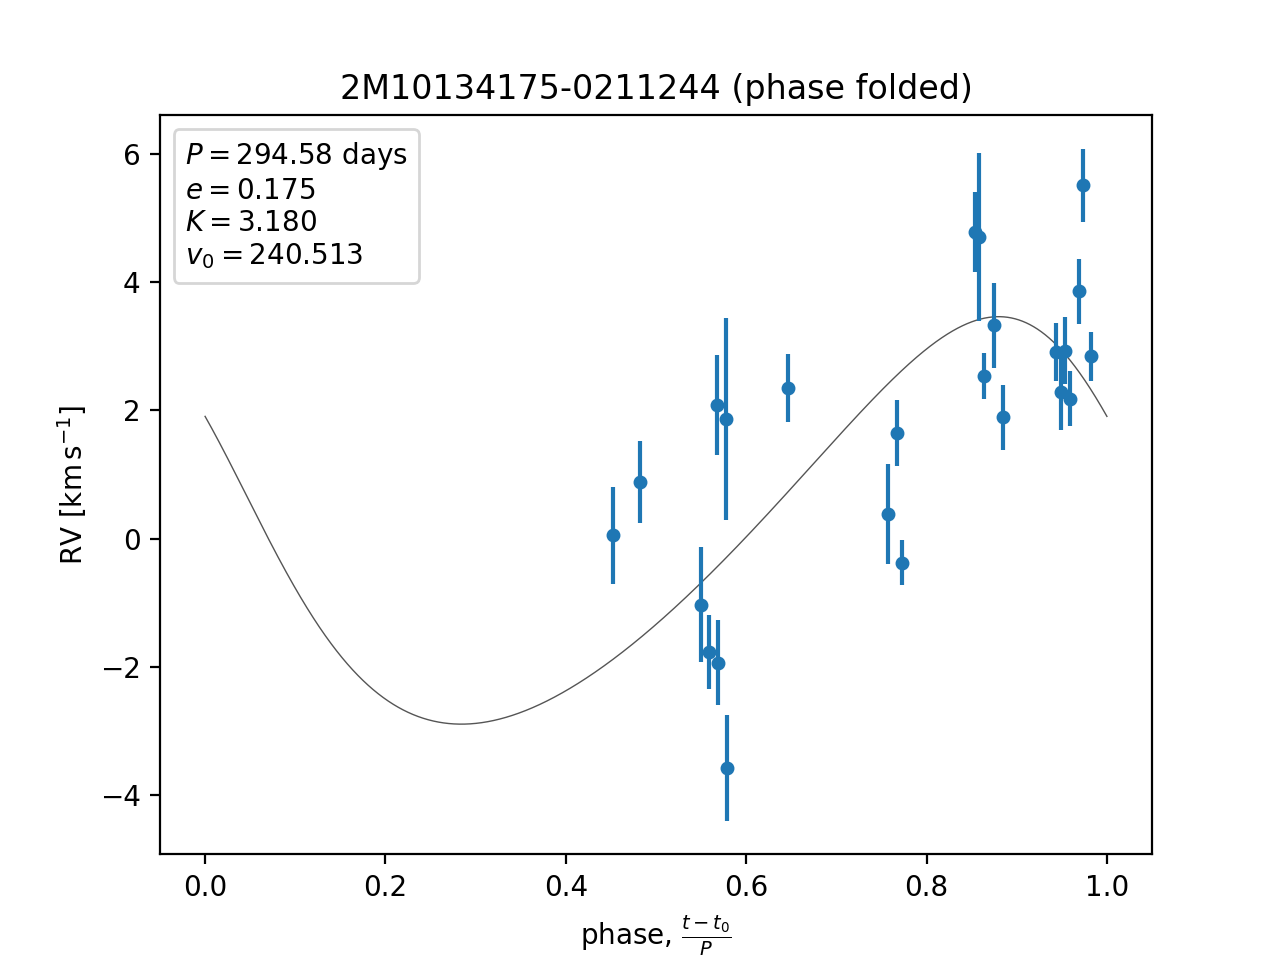 2M10134175-0211244 (phase folded)
P = 294.58 days
e = 0.175
K = 3.180
v₀ = 240.513
6
4
2
0
−2
−4
RV [km s⁻¹]
0.0 0.2 0.4 0.6 0.8 1.0
phase, (t − t₀)/P